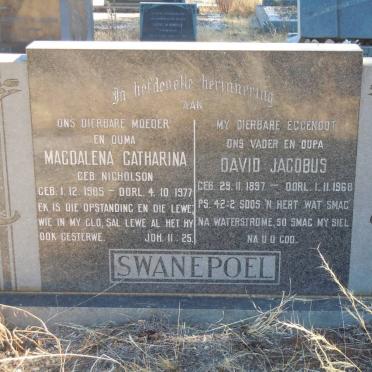 In liefdevolle herinnering
AAN
ONS DIERBARE MOEDER
EN OUMA
MAGDALENA CATHARINA
GEB. NICHOLSON
GEB. 1.12.1905 - OORL. 4.10.1977
EK IS DIE OPSTANDING EN DIE LEWE,
WIE IN MY GLO, SAL LEWE AL HET HY
OOK GESTERWE. JOH. 11:25.
MY DIERBARE EGGENOOT
ONS VADER EN OUPA
DAVID JACOBUS
GEB. 29.11.1897 - OORL. 1.11.1968
PS. 42-2 SOOS 'N HERT WAT SMAG
NA WATERSTROME, SO SMAG MY SIEL
NA U O GOD.
SWANEPOEL